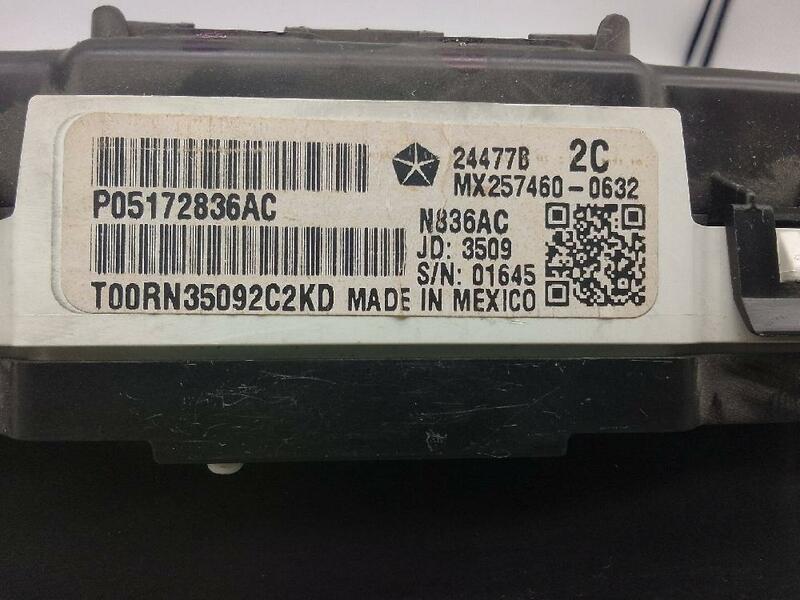 24477B 2C
MX257460-0632
P05172836AC
N836AC
JD: 3509
S/N: 01645
T00RN35092C2KD MADE IN MEXICO